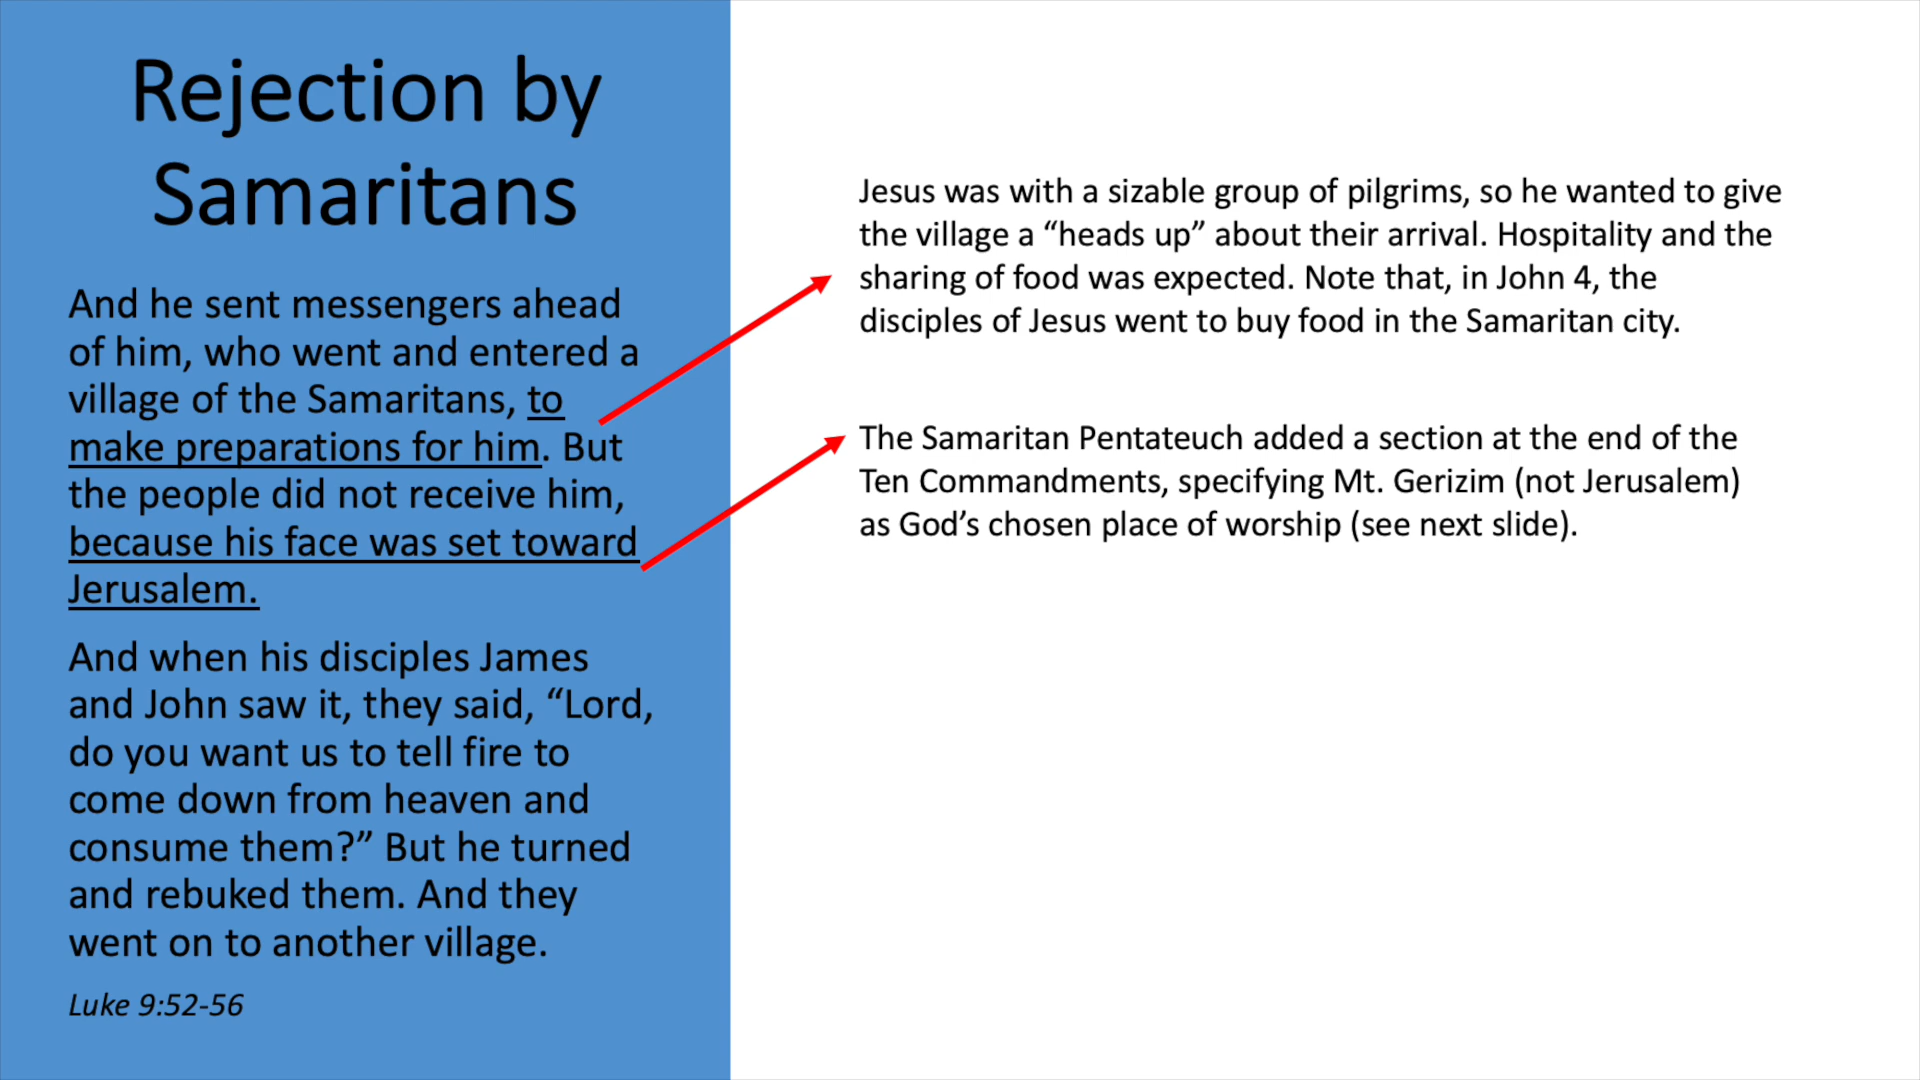 Rejection by
Samaritans
And he sent messengers ahead
of him, who went and entered a
village of the Samaritans, to
make preparations for him. But
the people did not receive him,
because his face was set toward
Jerusalem.
And when his disciples James
and John saw it, they said, “Lord,
do you want us to tell fire to
come down from heaven and
consume them?” But he turned
and rebuked them. And they
went on to another village.
Luke 9:52-56
Jesus was with a sizable group of pilgrims, so he wanted to give
the village a “heads up” about their arrival. Hospitality and the
sharing of food was expected. Note that, in John 4, the
disciples of Jesus went to buy food in the Samaritan city.
The Samaritan Pentateuch added a section at the end of the
Ten Commandments, specifying Mt. Gerizim (not Jerusalem)
as God’s chosen place of worship (see next slide).